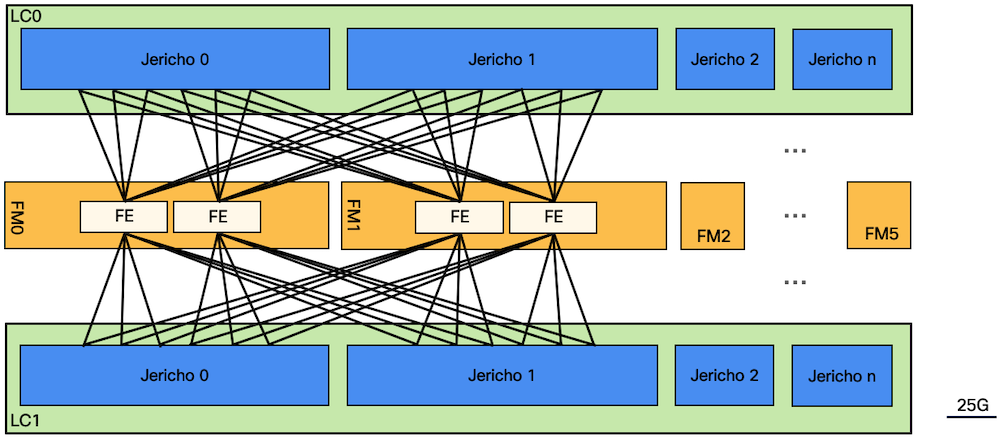 LC0
Jericho 0
Jericho 1
Jericho 2
Jericho n
...
FM0
FE
FE
FM1
FE
FE
FM2
...
FM5
...
Jericho 0
Jericho 1
Jericho 2
Jericho n
LC1
25G